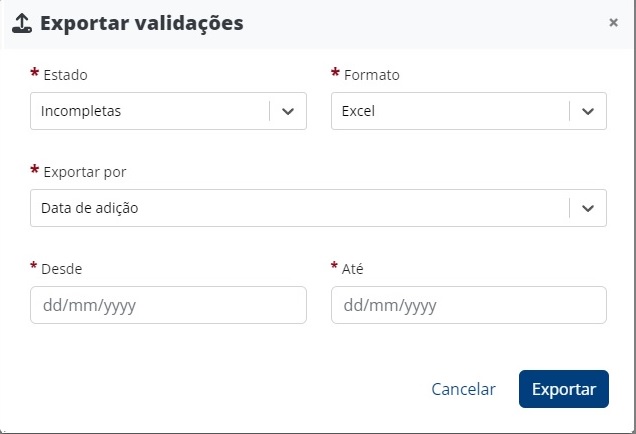 Exportar validações
×
* Estado
* Formato
Incompletas
Excel
* Exportar por
Data de adição
* Desde
* Até
dd/mm/yyyy
dd/mm/yyyy
Cancelar
Exportar